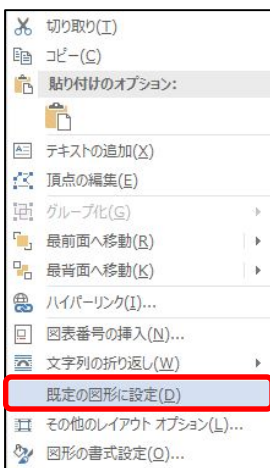 切り取り(T)
コピー(C)
貼り付けのオプション:
テキストの追加(X)
頂点の編集(E)
グループ化(G)
最前面へ移動(R)
最背面へ移動(K)
ハイパーリンク(I)...
図表番号の挿入(N)...
文字列の折り返し(W)
既定の図形に設定(D)
その他のレイアウト オプション(L)...
図形の書式設定(O)...